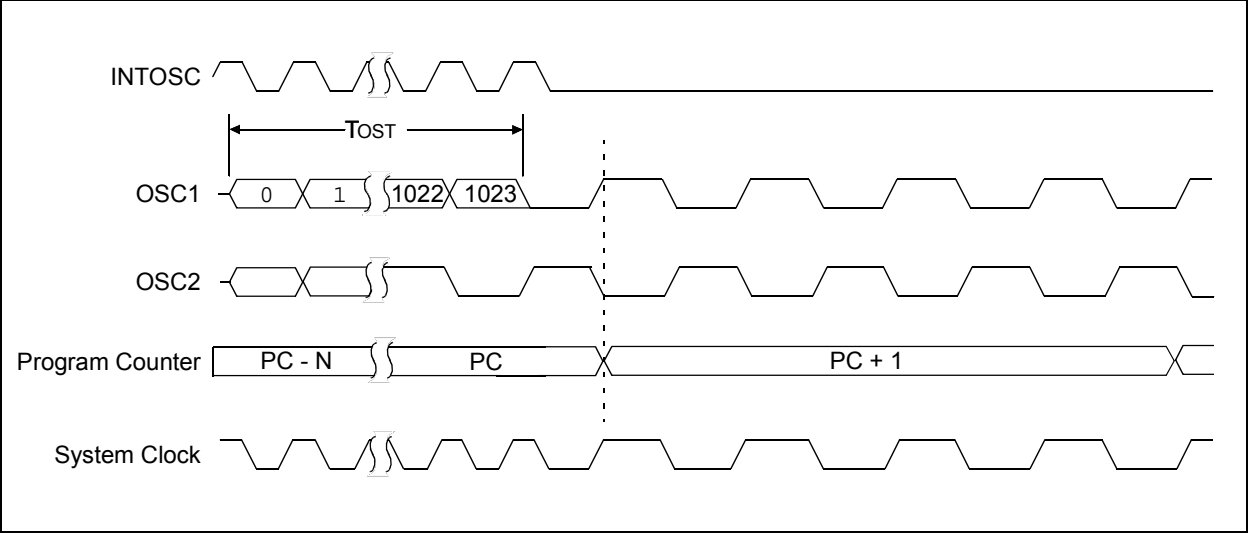 INTOSC
TOST
OSC1 0 1 1022 1023
OSC2
Program Counter PC - N PC PC + 1
System Clock